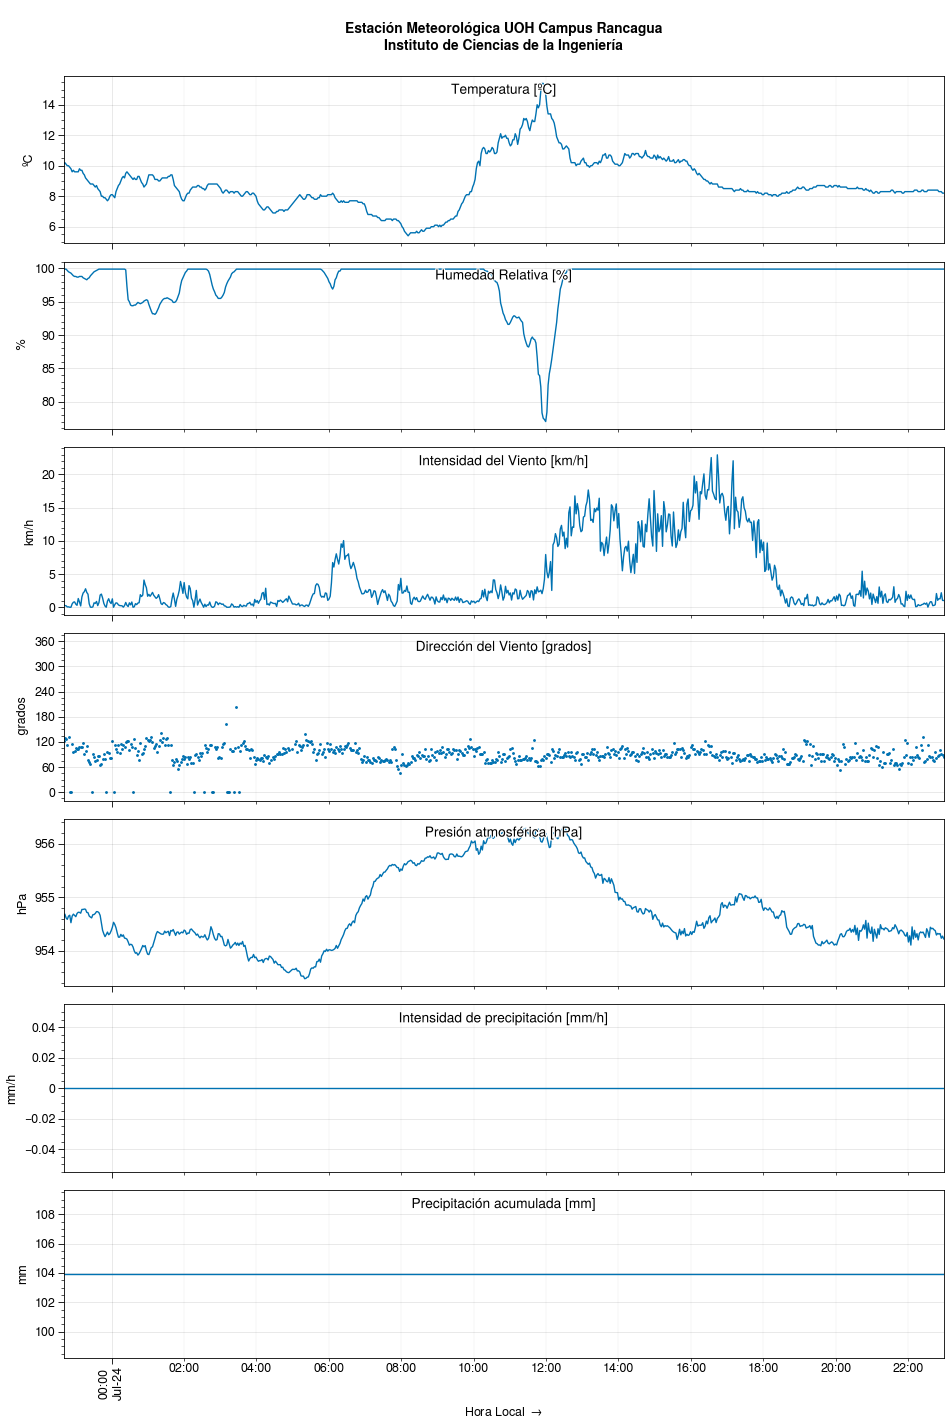 Estación Meteorológica UOH Campus Rancagua
Instituto de Ciencias de la Ingeniería
Temperatura [ºC]
14
12
10
8
6
ºC
Humedad Relativa [%]
100
95
90
85
80
%
Intensidad del Viento [km/h]
20
15
10
5
0
km/h
Dirección del Viento [grados]
360
300
240
180
120
60
0
grados
Presión atmosférica [hPa]
956
955
954
hPa
Intensidad de precipitación [mm/h]
0.04
0.02
0
−0.02
−0.04
mm/h
Precipitación acumulada [mm]
108
106
104
102
100
mm
00:00
Jul-24
02:00 04:00 06:00 08:00 10:00 12:00 14:00 16:00 18:00 20:00 22:00
Hora Local →